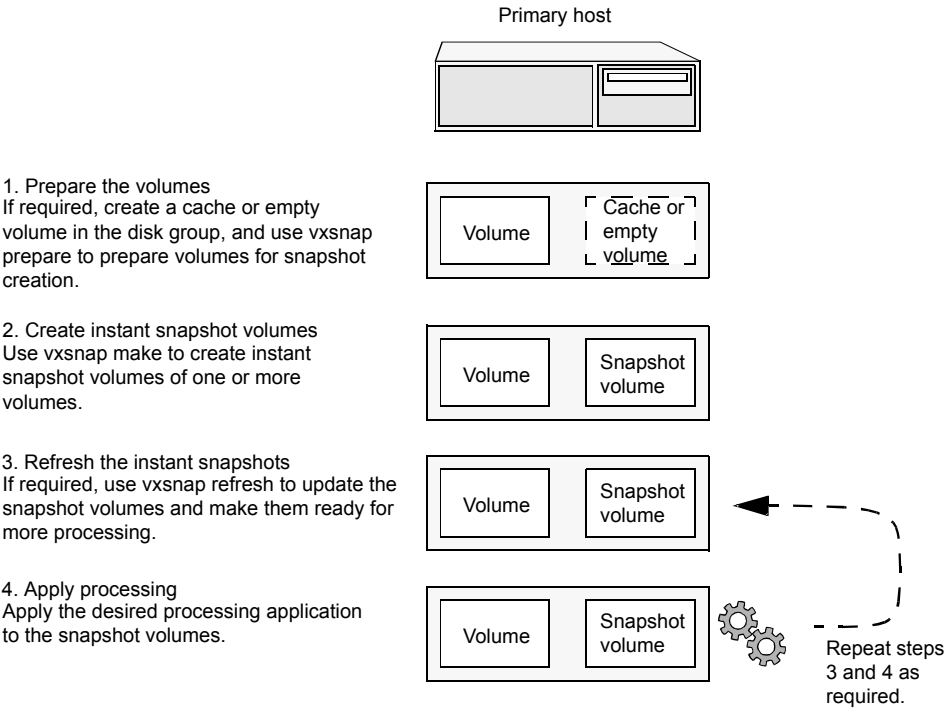 Primary host
1. Prepare the volumes
If required, create a cache or empty
volume in the disk group, and use vxsnap
prepare to prepare volumes for snapshot
creation.
Volume
Cache or
empty
volume
2. Create instant snapshot volumes
Use vxsnap make to create instant
snapshot volumes of one or more
volumes.
Volume
Snapshot
volume
3. Refresh the instant snapshots
If required, use vxsnap refresh to update the
snapshot volumes and make them ready for
more processing.
Volume
Snapshot
volume
4. Apply processing
Apply the desired processing application
to the snapshot volumes.
Volume
Snapshot
volume
Repeat steps
3 and 4 as
required.